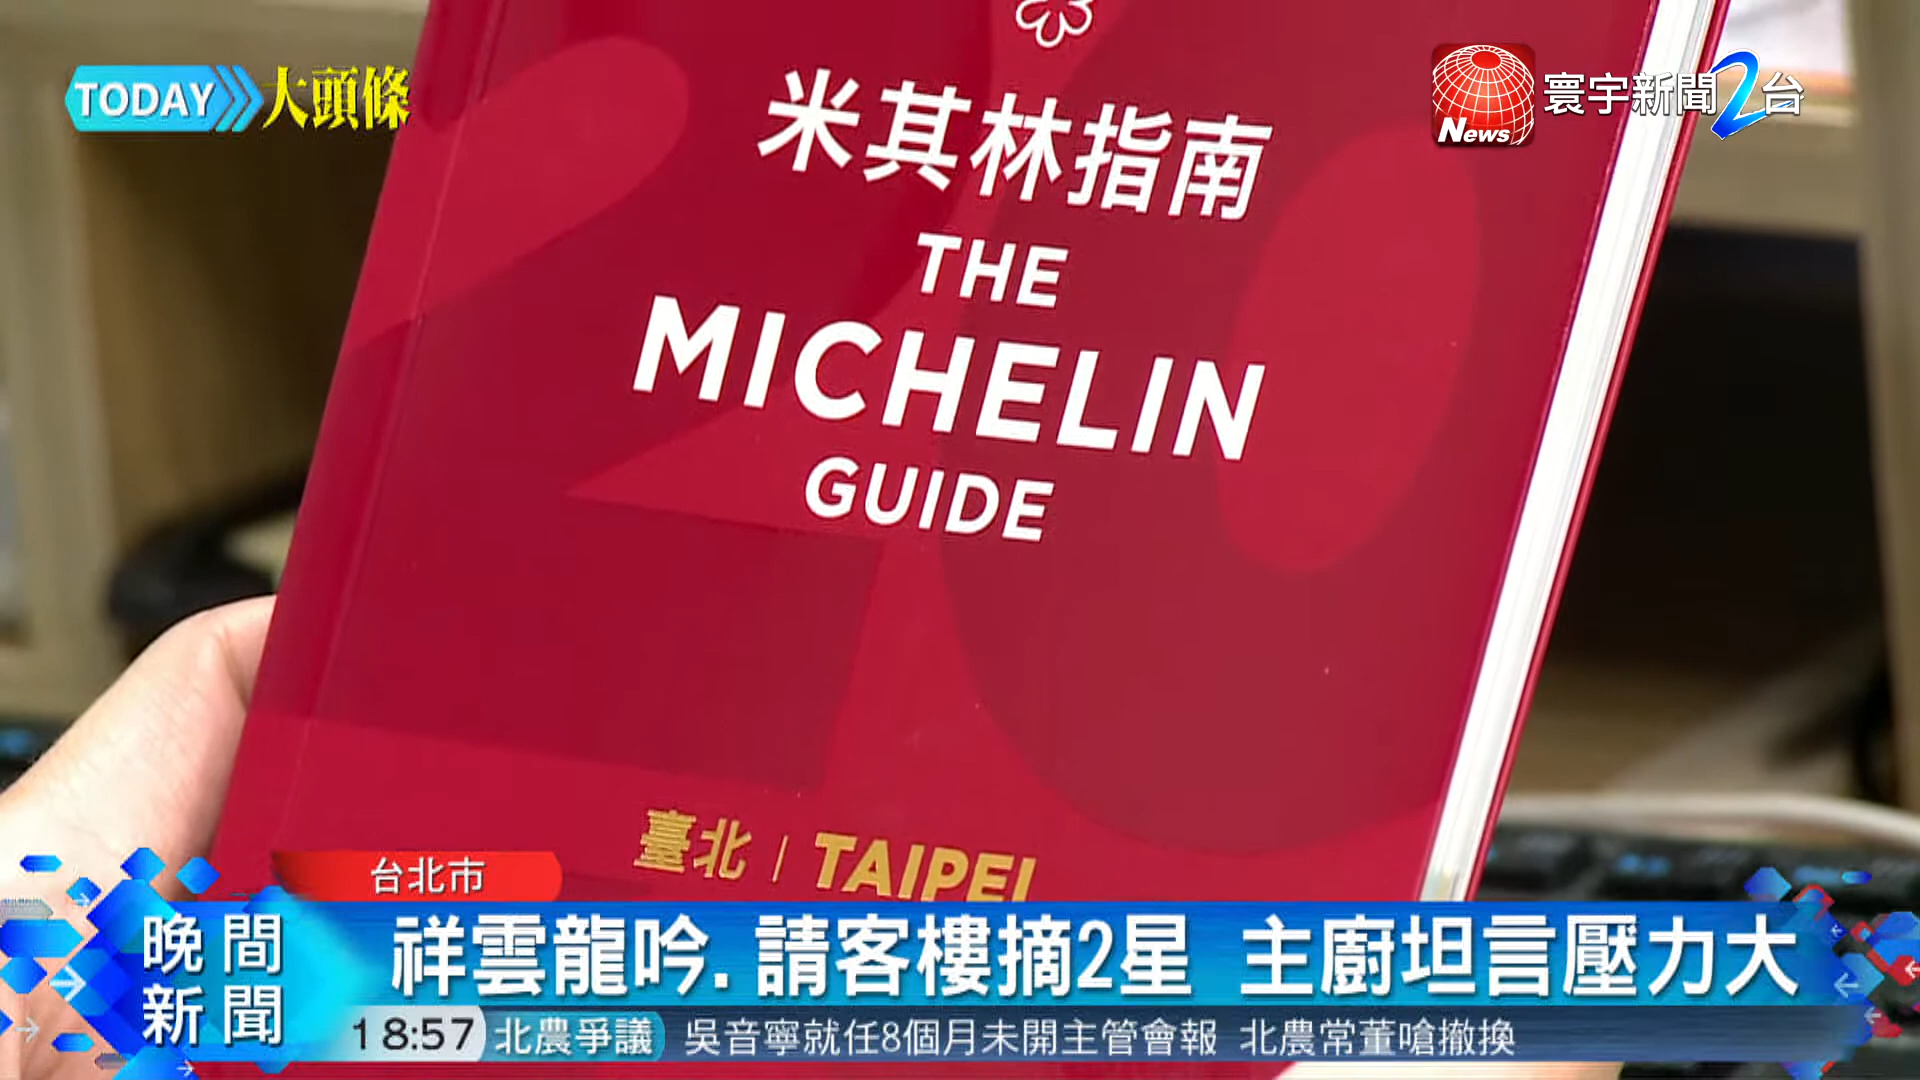 TODAY 大頭條
News
寰宇新聞2台
米其林指南
THE
MICHELIN
GUIDE
臺北 | TAIPEI
台北市
晚間
新聞
祥雲龍吟.請客樓摘2星 主廚坦言壓力大
18:57 北農爭議 吳音寧就任8個月未開主管會報 北農常董嗆撤換